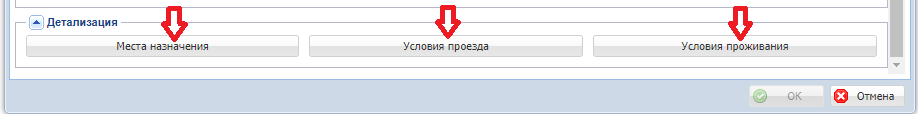 Детализация
Места назначения Условия проезда Условия проживания
OK Отмена